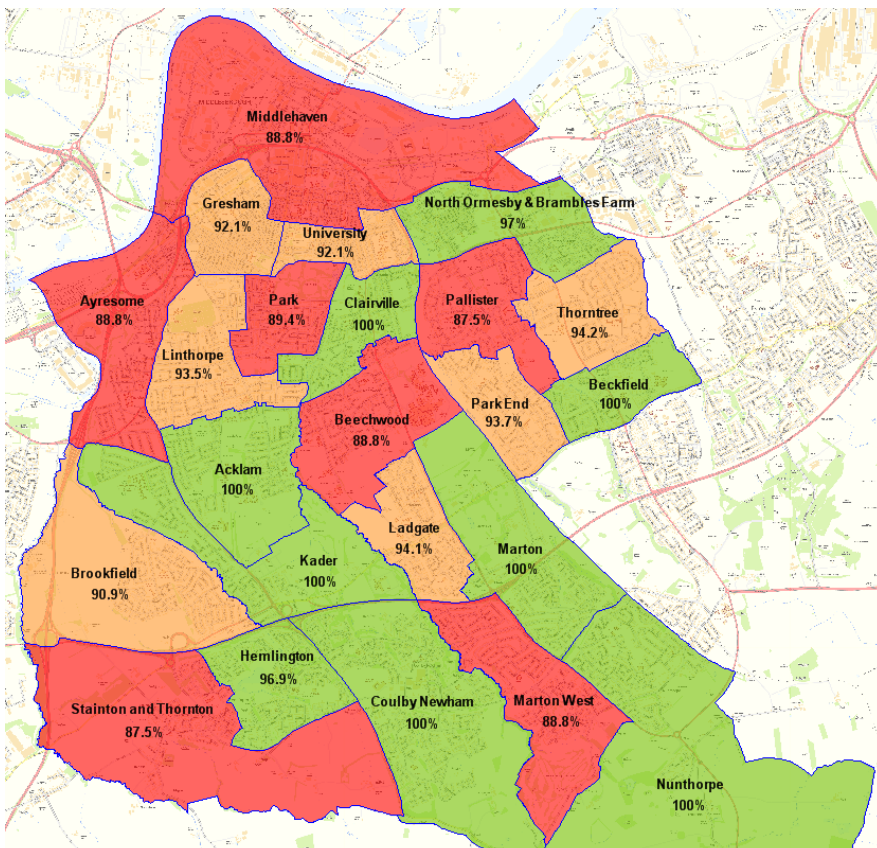 Middlehaven
88.8%
Gresham
92.1%
University
92.1%
North Ormesby & Brambles Farm
97%
Ayresome
88.8%
Park
89.4%
Clairville
100%
Pallister
87.5%
Thorntree
94.2%
Linthorpe
93.5%
Beechwood
88.8%
Park End
93.7%
Beckfield
100%
Acklam
100%
Ladgate
94.1%
Marton
100%
Kader
100%
Brookfield
90.9%
Hemlington
96.9%
Stainton and Thornton
87.5%
Coulby Newham
100%
Marton West
88.8%
Nunthorpe
100%